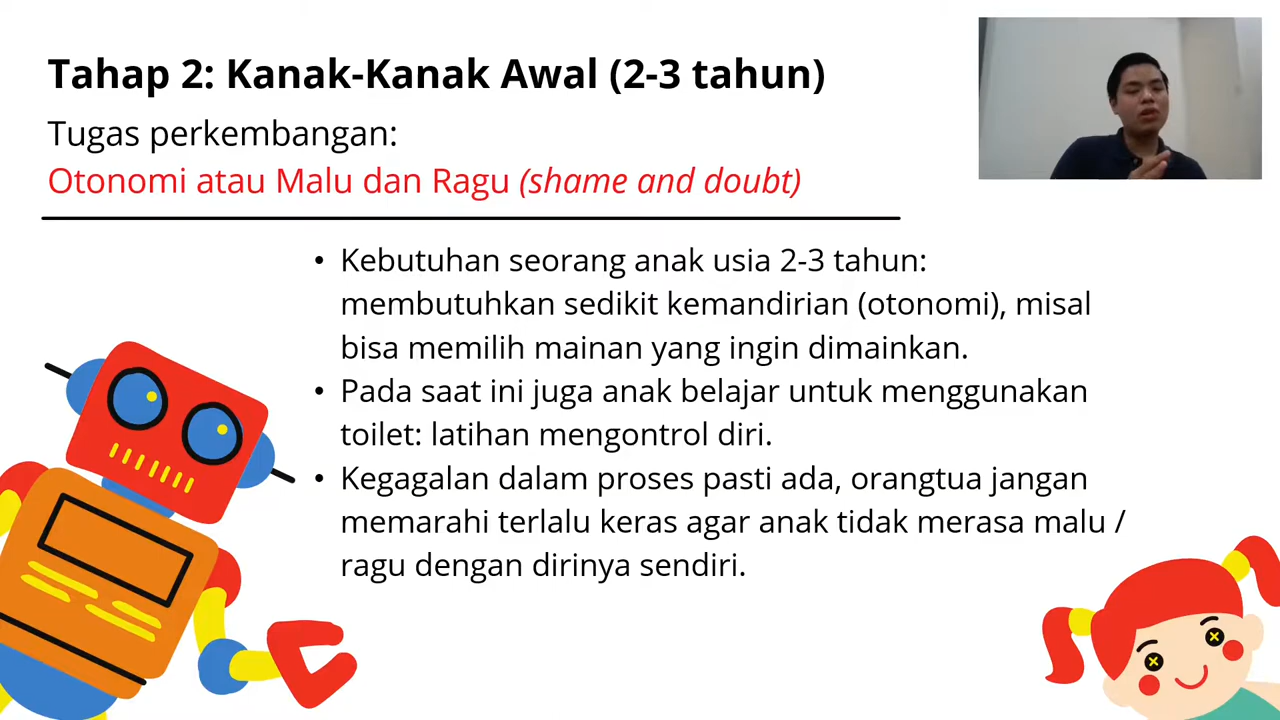 Tahap 2: Kanak-Kanak Awal (2-3 tahun)
Tugas perkembangan:
Otonomi atau Malu dan Ragu (shame and doubt)
• Kebutuhan seorang anak usia 2-3 tahun:
membutuhkan sedikit kemandirian (otonomi), misal
bisa memilih mainan yang ingin dimainkan.
• Pada saat ini juga anak belajar untuk menggunakan
toilet: latihan mengontrol diri.
• Kegagalan dalam proses pasti ada, orangtua jangan
memarahi terlalu keras agar anak tidak merasa malu /
ragu dengan dirinya sendiri.